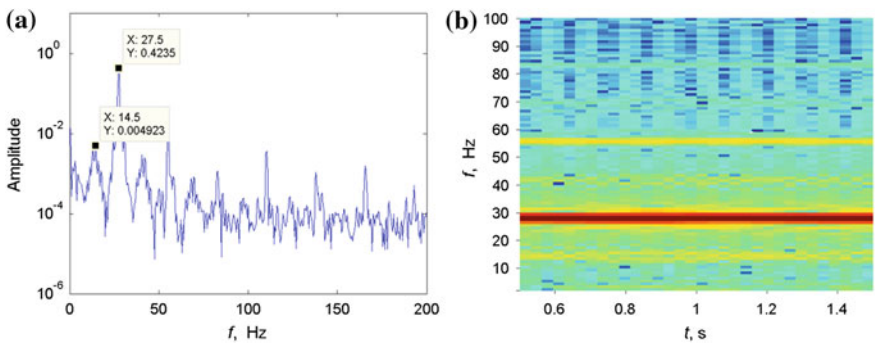 (a)
10^0
10^-2
10^-4
10^-6
Amplitude
X: 27.5
Y: 0.4235
X: 14.5
Y: 0.004923
0 50 100 150 200
f, Hz
(b)
100
90
80
70
60
50
40
30
20
10
f, Hz
0.6 0.8 1 1.2 1.4
t, s